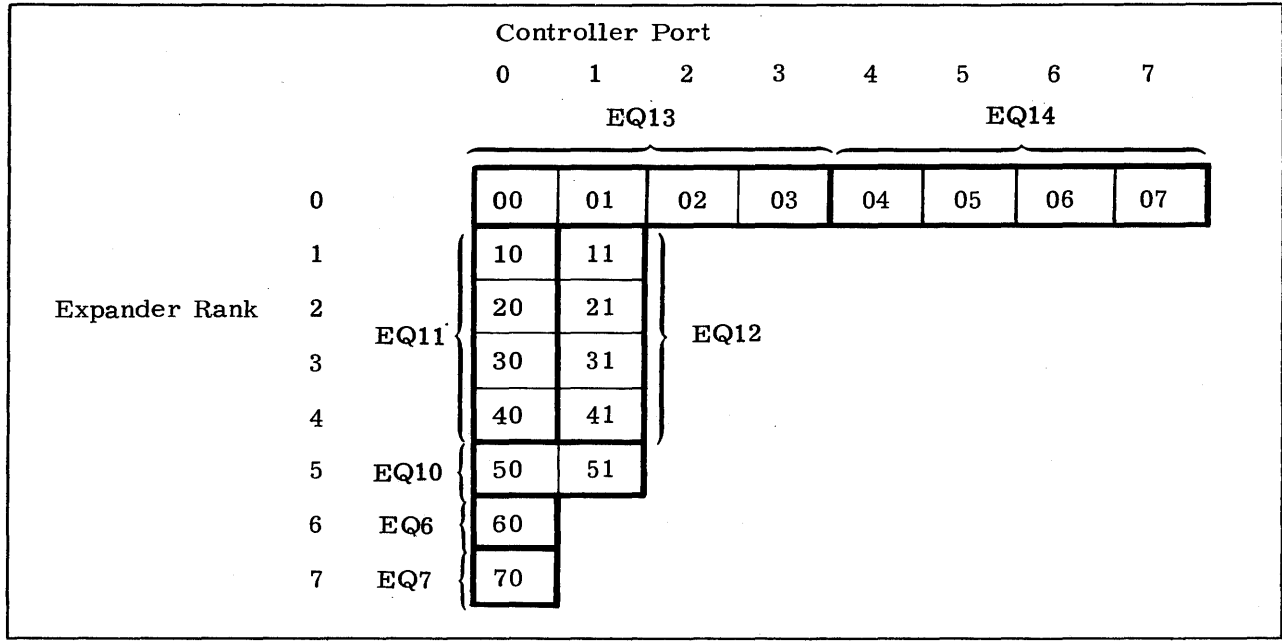 Controller Port
0 1 2 3 4 5 6 7
EQ13 EQ14
0 00 01 02 03 04 05 06 07
1 10 11
Expander Rank 2 20 21
EQ11 EQ12
3 30 31
4 40 41
5 EQ10 50 51
6 EQ6 60
7 EQ7 70